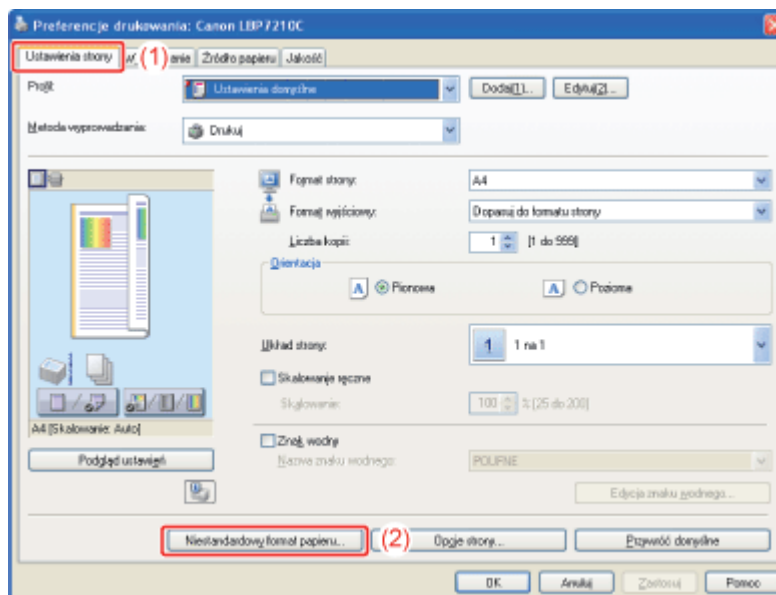 Preferencje drukowania: Canon LBP7210C
Ustawienia strony (1) anie Źródło papieru Jakość
Profil: Ustawienia domyślne Dodaj(1)... Edytuj(2)...
Metoda wyprowadzania: Drukuj
Format strony: A4
Format wyjściowy: Dopasuj do formatu strony
Liczba kopii: 1 [1 do 999]
Orientacja
A Pionowa A Pozioma
Układ strony: 1 1 na 1
Skalowanie ręczne
Skalowanie: 100 % [25 do 200]
A4 [Skalowanie: Auto]
Znak wodny
Podgląd ustawień
Nazwa znaku wodnego: POUFNE
Edycja znaku wodnego...
Niestandardowy format papieru... (2) Opcje strony... Przywróć domyślne
OK Anuluj Zastosuj Pomoc